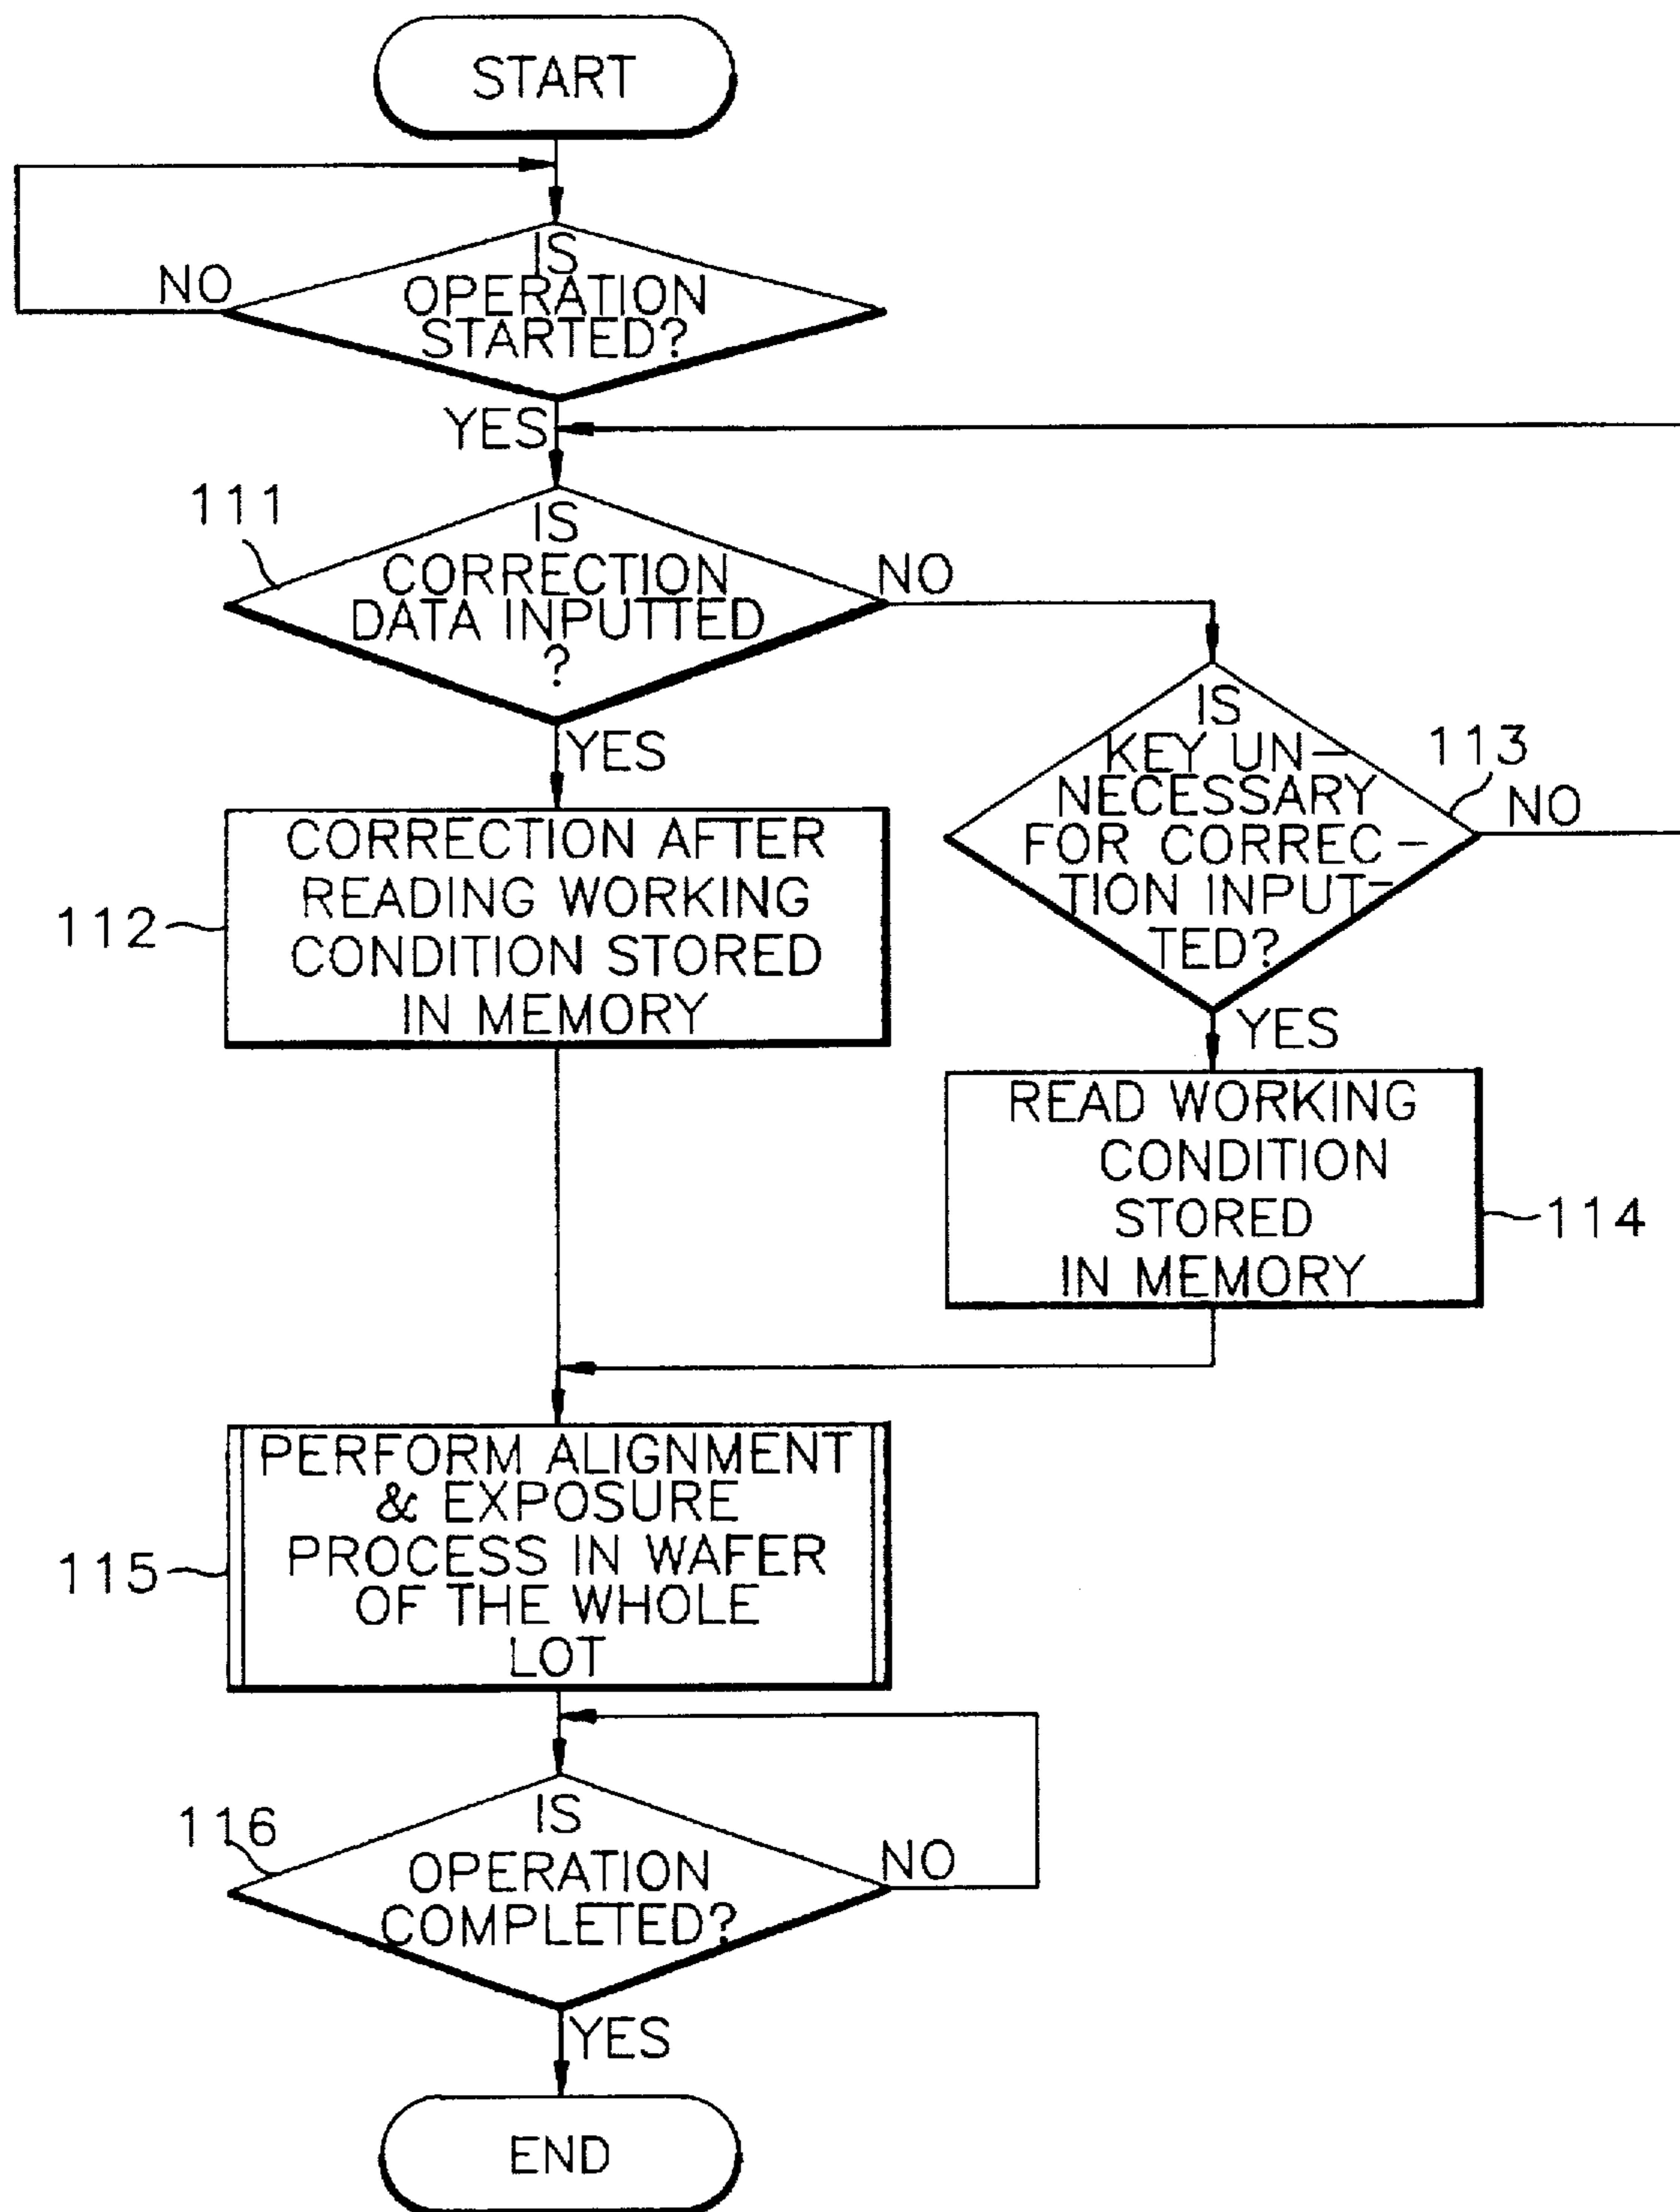 START
NO
IS
OPERATION
STARTED?
YES
111
IS
CORRECTION
DATA INPUTTED
?
NO
YES
113
IS
KEY UN-
NECESSARY
FOR CORREC-
TION INPUT-
TED?
NO
YES
112
CORRECTION AFTER
READING WORKING
CONDITION STORED
IN MEMORY
READ WORKING
CONDITION
STORED
IN MEMORY
114
115
PERFORM ALIGNMENT
& EXPOSURE
PROCESS IN WAFER
OF THE WHOLE
LOT
116
IS
OPERATION
COMPLETED?
NO
YES
END